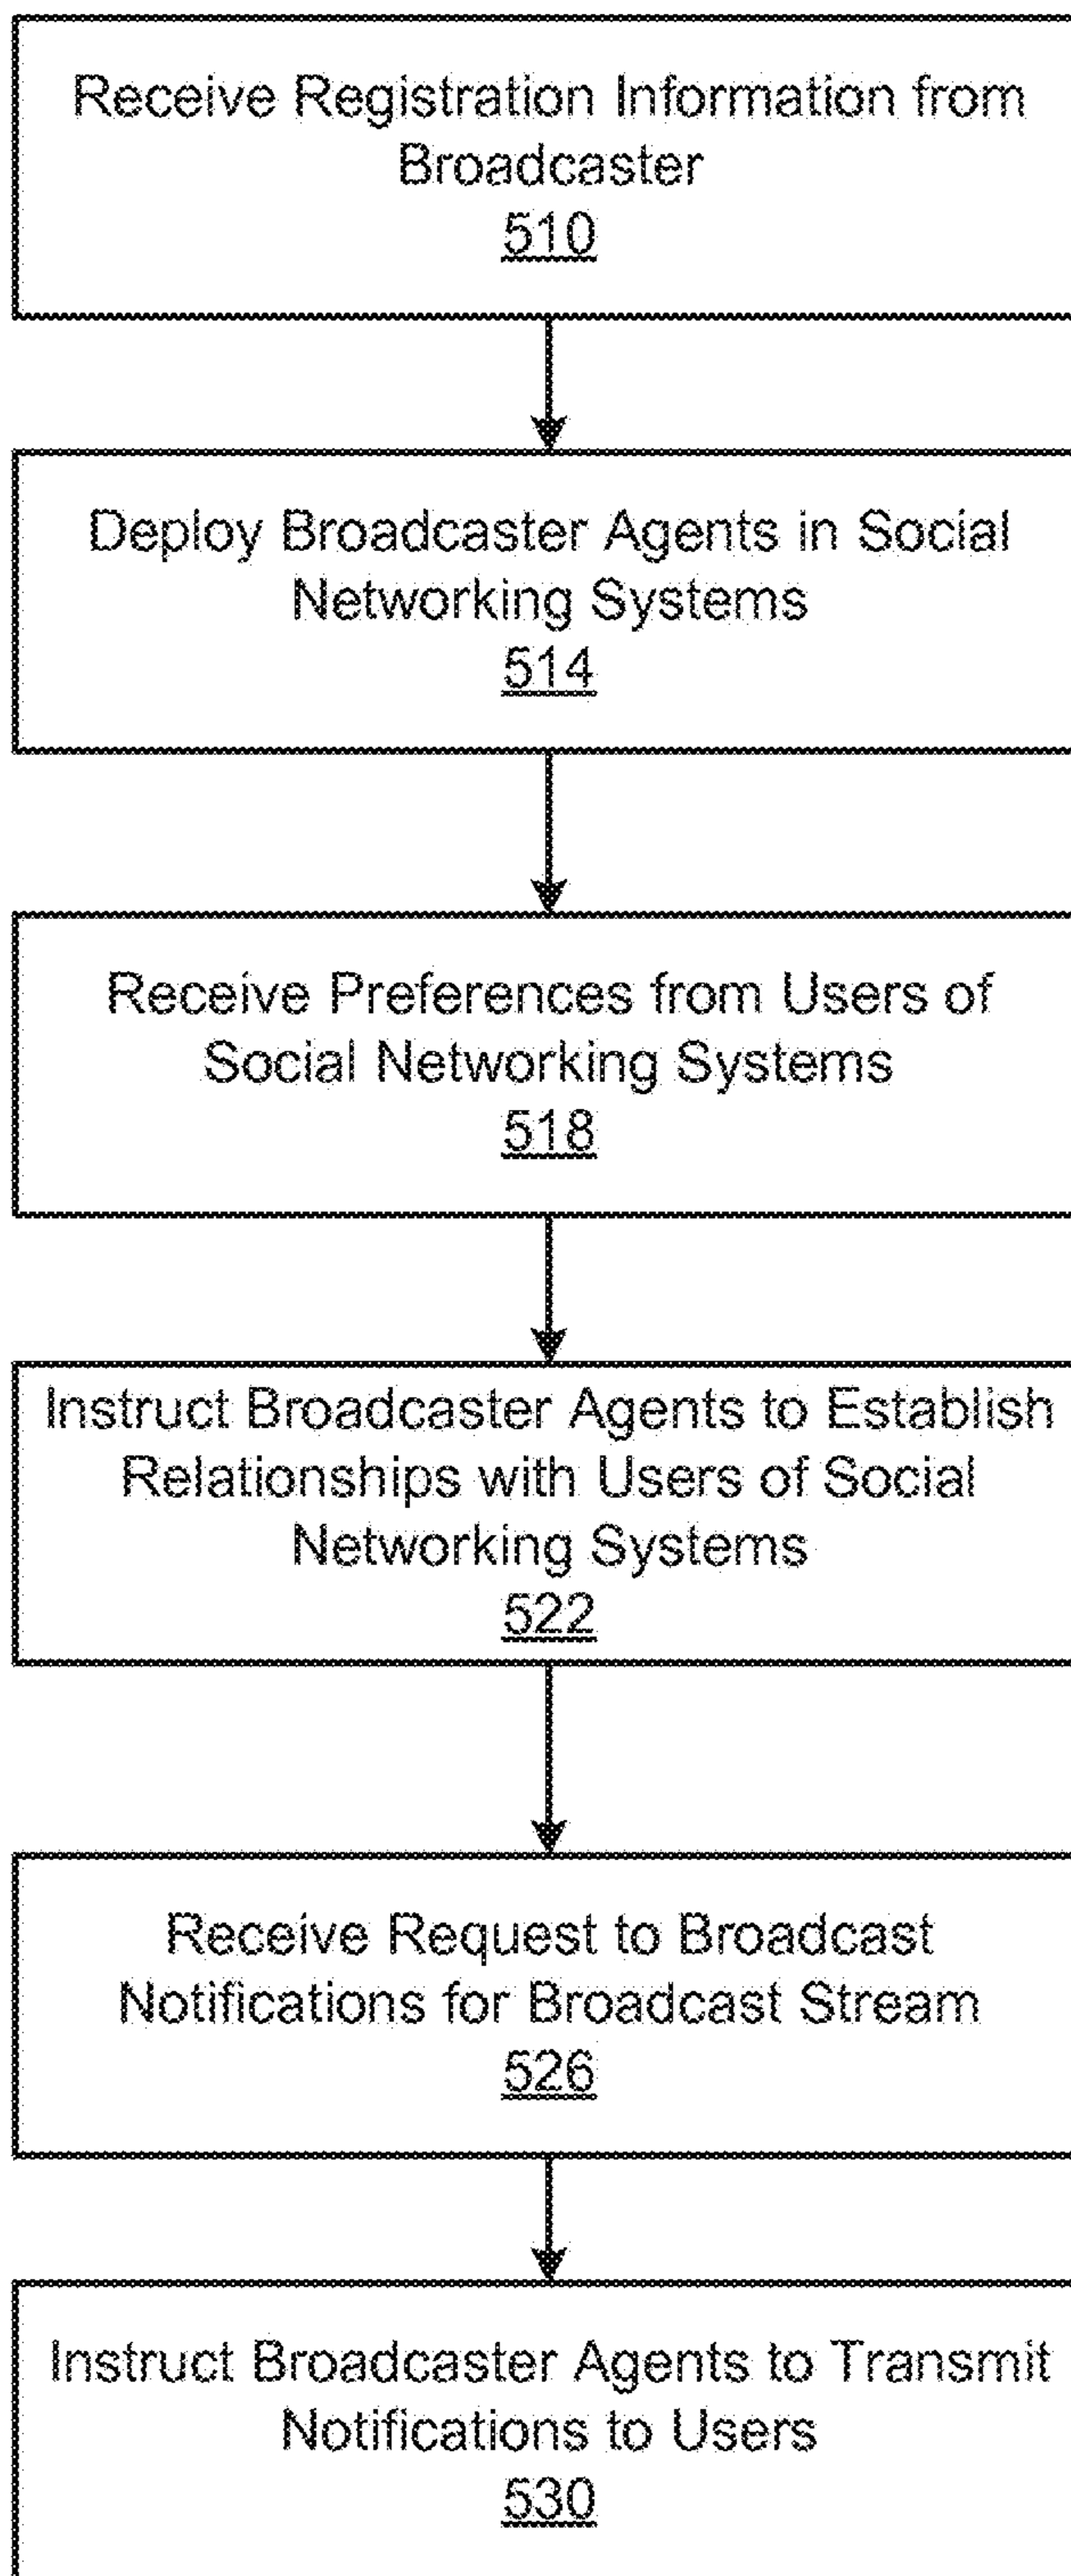 Receive Registration Information from
Broadcaster
510
Deploy Broadcaster Agents in Social
Networking Systems
514
Receive Preferences from Users of
Social Networking Systems
518
Instruct Broadcaster Agents to Establish
Relationships with Users of Social
Networking Systems
522
Receive Request to Broadcast
Notifications for Broadcast Stream
526
Instruct Broadcaster Agents to Transmit
Notifications to Users
530